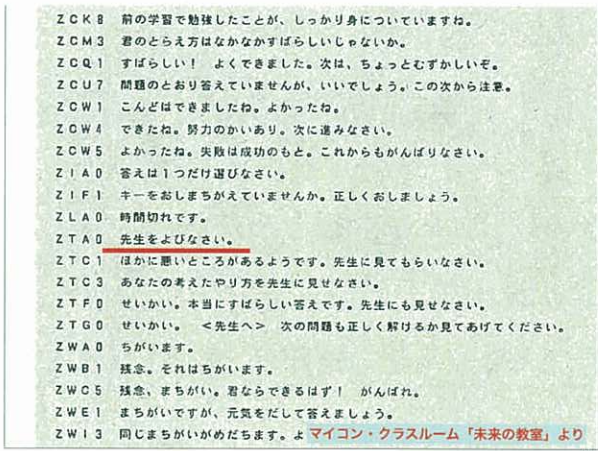 ZCK8 前の学習で勉強したことが、しっかり身についていますね。
ZCM3 君のとらえ方はなかなかすばらしいじゃないか。
ZCQ1 すばらしい！ よくできました。次は、ちょっとむずかしいぞ。
ZCU7 問題のとおり答えていませんが、いいでしょう。この次から注意。
ZCW1 こんどはできましたね。よかったね。
ZCW4 できたね。努力のかいあり。次に進みなさい。
ZCW5 よかったね。失敗は成功のもと。これからもがんばりなさい。
ZIA0 答えは1つだけ選びなさい。
ZIF1 キーをおしまちがえていませんか。正しくおしましょう。
ZLA0 時間切れです。
ZTA0 先生をよびなさい。
ZTC1 ほかに悪いところがあるようです。先生に見てもらいなさい。
ZTC3 あなたの考えたやり方を先生に見せなさい。
ZTF0 せいかい。本当にすばらしい答えです。先生にも見せなさい。
ZTG0 せいかい。 <先生へ> 次の問題も正しく解けるか見てあげてください。
ZWA0 ちがいます。
ZWB1 残念。それはちがいます。
ZWC5 残念、まちがい。君ならできるはず！ がんばれ。
ZWE1 まちがいですが、元気をだして答えましょう。
ZWI3 同じまちがいがめだちます。よ マイコン・クラスルーム「未来の教室」より